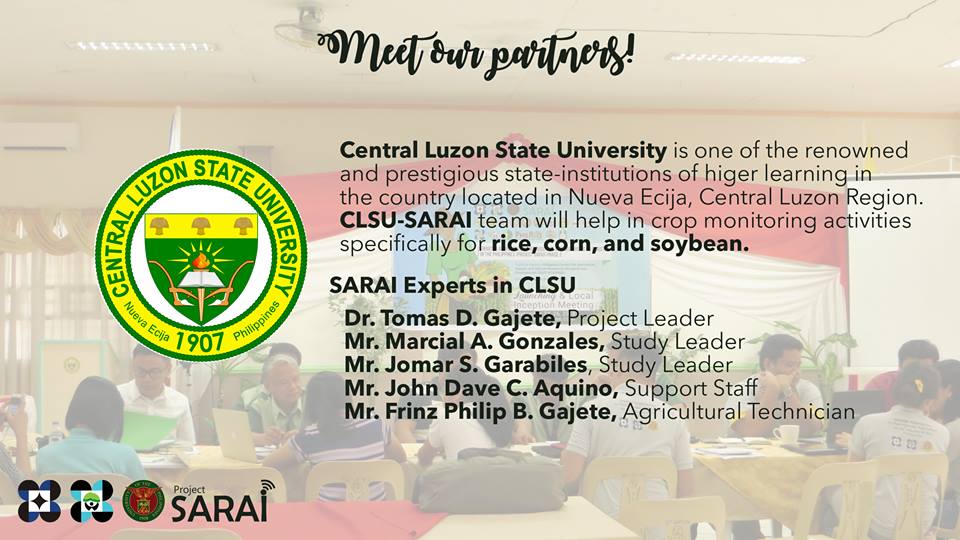 Meet our partners!
Central Luzon State University is one of the renowned
and prestigious state-institutions of higer learning in
the country located in Nueva Ecija, Central Luzon Region.
CLSU-SARAI team will help in crop monitoring activities
specifically for rice, corn, and soybean.
CENTRAL LUZON STATE UNIVERSITY
Nueva Ecija 1907 Philippines
SARAI Experts in CLSU
Launching & Local
Inception Meeting
Dr. Tomas D. Gajete, Project Leader
Mr. Marcial A. Gonzales, Study Leader
Mr. Jomar S. Garabiles, Study Leader
Mr. John Dave C. Aquino, Support Staff
Mr. Frinz Philip B. Gajete, Agricultural Technician
Project
SARAI